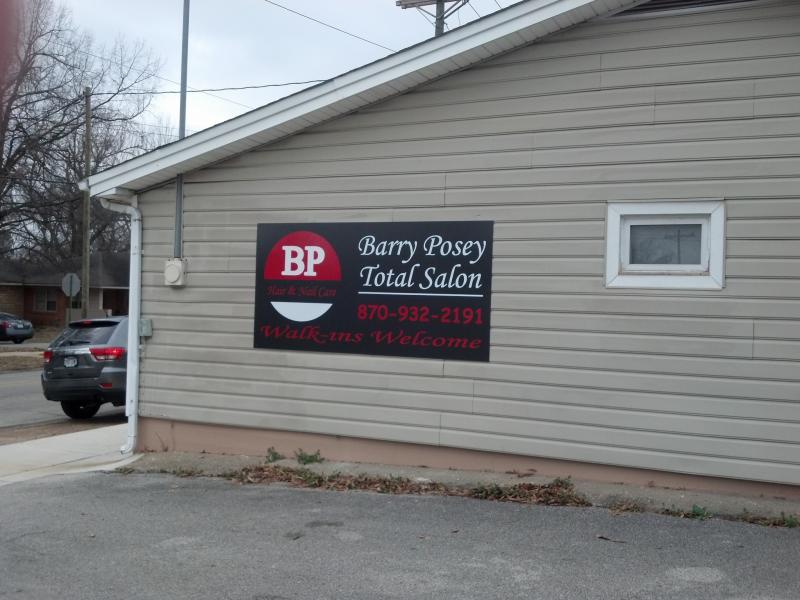 BP
Hair & Nail Care
Barry Posey
Total Salon
870-932-2191
Walk-ins Welcome